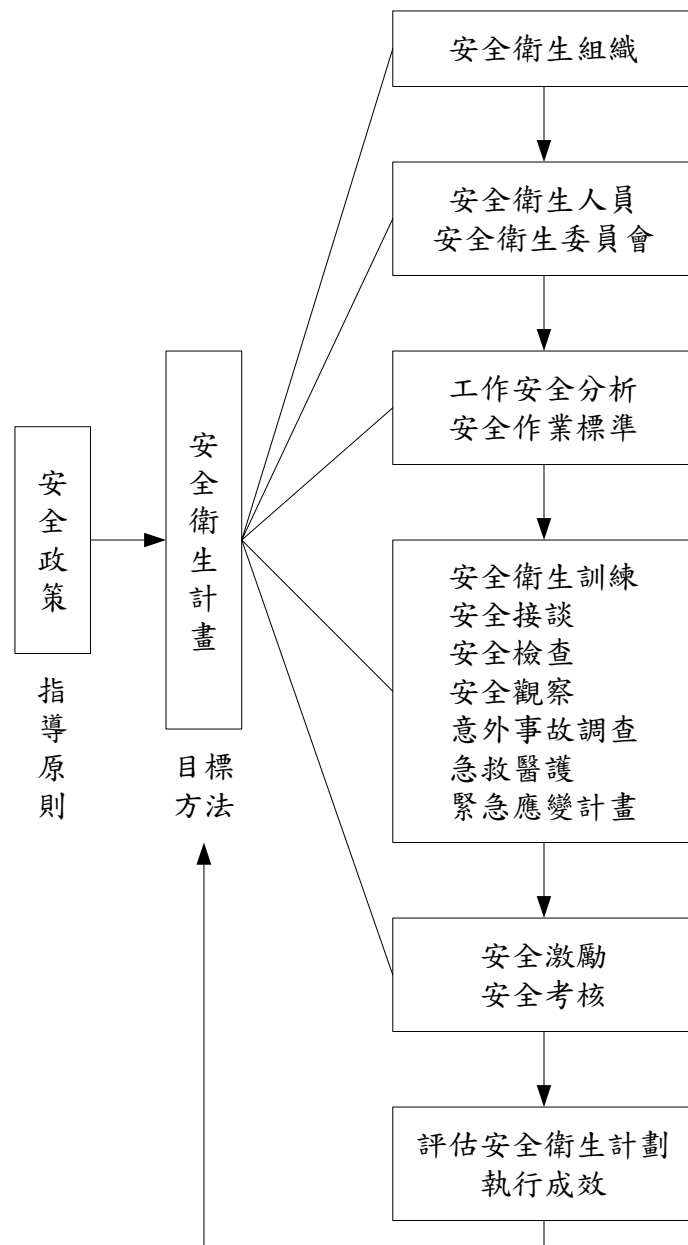 安全政策
指導原則
安全衛生計畫
目標
方法
安全衛生組織
安全衛生人員
安全衛生委員會
工作安全分析
安全作業標準
安全衛生訓練
安全接談
安全檢查
安全觀察
意外事故調查
急救醫護
緊急應變計畫
安全激勵
安全考核
評估安全衛生計劃
執行成效